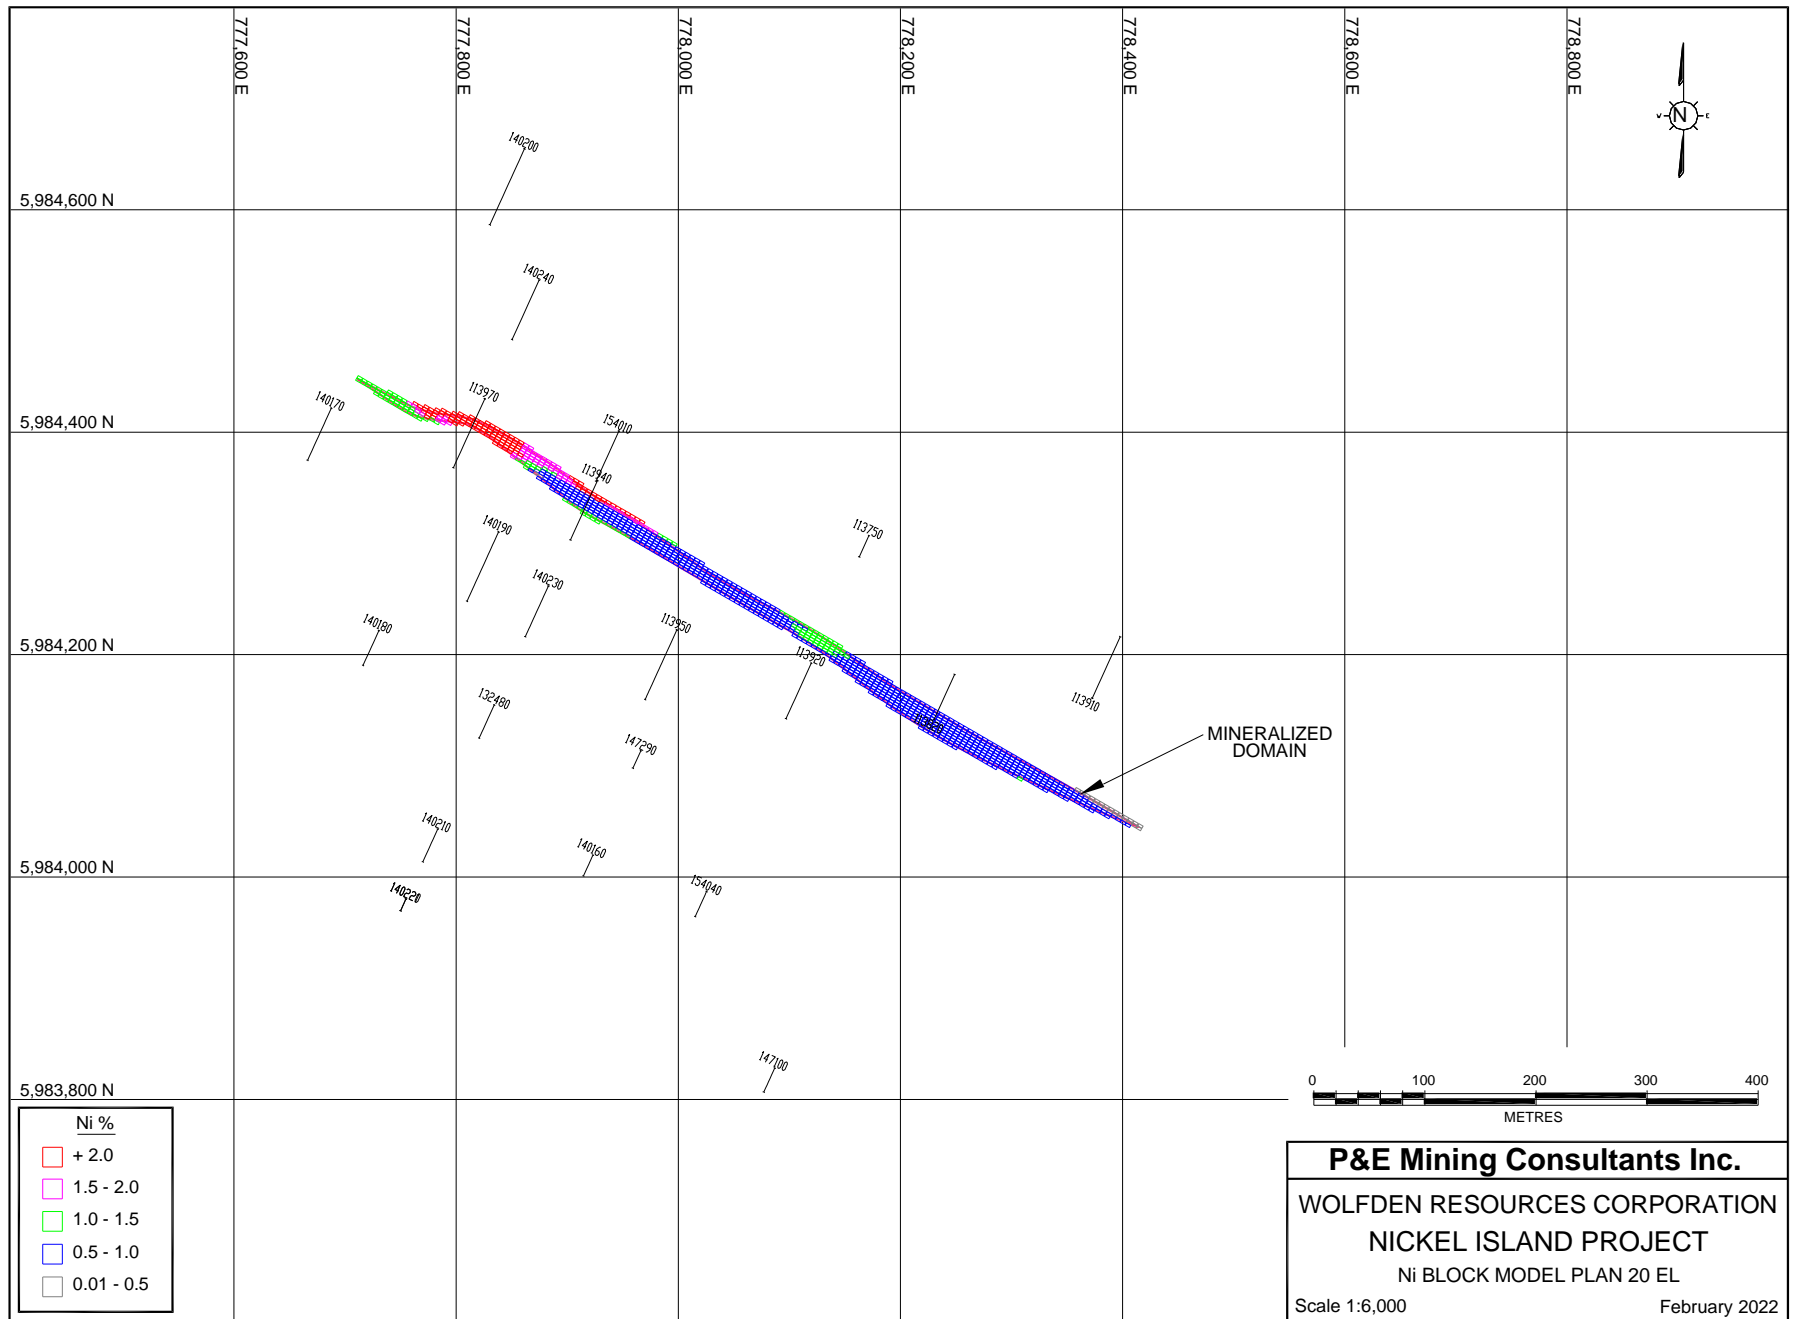 777,600 E
777,800 E
778,000 E
778,200 E
778,400 E
778,600 E
778,800 E
W
N
E
140200
5,984,600 N
140240
140170
113970
5,984,400 N
154010
113940
140190
113750
140230
140180
113950
5,984,200 N
113920
132480
113910
147290
MINERALIZED
DOMAIN
140210
140160
5,984,000 N
154040
140220
147100
5,983,800 N
0 100 200 300 400
METRES
Ni %
+ 2.0
1.5 - 2.0
1.0 - 1.5
0.5 - 1.0
0.01 - 0.5
P&E Mining Consultants Inc.
WOLFDEN RESOURCES CORPORATION
NICKEL ISLAND PROJECT
Ni BLOCK MODEL PLAN 20 EL
Scale 1:6,000
February 2022